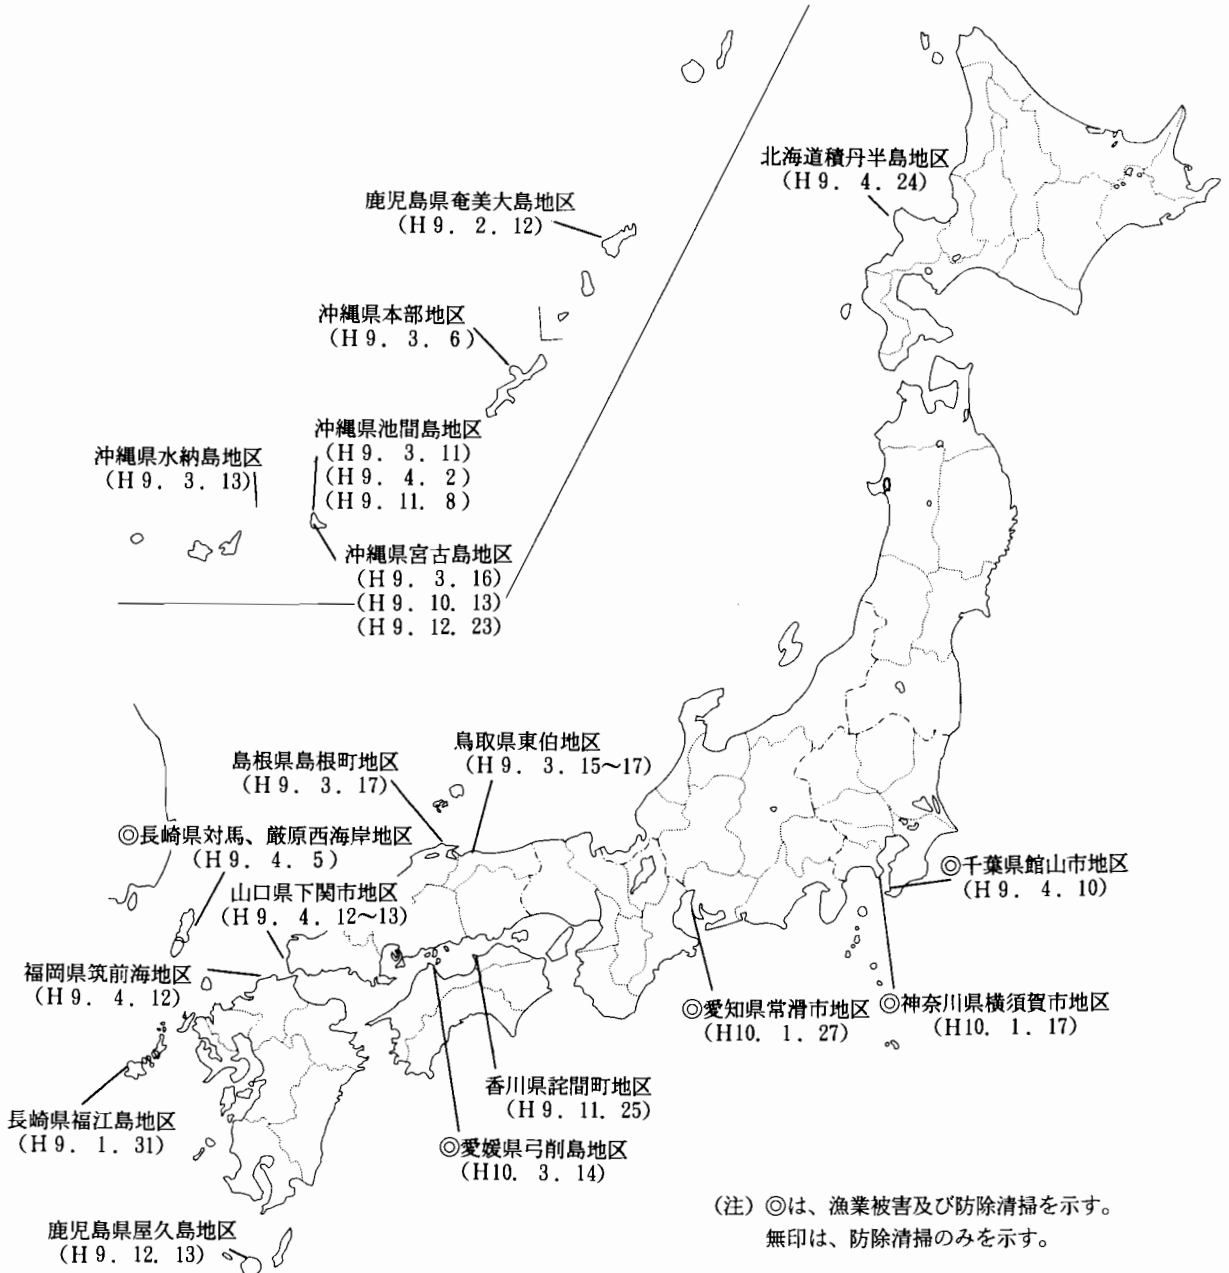 北海道積丹半島地区
(H9. 4. 24)
鹿児島県奄美大島地区
(H9. 2. 12)
沖縄県本部地区
(H9. 3. 6)
沖縄県池間島地区
(H9. 3. 11)
(H9. 4. 2)
(H9. 11. 8)
沖縄県水納島地区
(H9. 3. 13)
沖縄県宮古島地区
(H9. 3. 16)
(H9. 10. 13)
(H9. 12. 23)
鳥取県東伯地区
(H9. 3. 15~17)
島根県島根町地区
(H9. 3. 17)
◎長崎県対馬、厳原西海岸地区
(H9. 4. 5)
山口県下関市地区
(H9. 4. 12~13)
◎千葉県館山市地区
(H9. 4. 10)
福岡県筑前海地区
(H9. 4. 12)
◎愛知県常滑市地区
(H10. 1. 27)
◎神奈川県横須賀市地区
(H10. 1. 17)
香川県詫間町地区
(H9. 11. 25)
長崎県福江島地区
(H9. 1. 31)
◎愛媛県弓削島地区
(H10. 3. 14)
鹿児島県屋久島地区
(H9. 12. 13)
(注) ◎は、漁業被害及び防除清掃を示す。
無印は、防除清掃のみを示す。